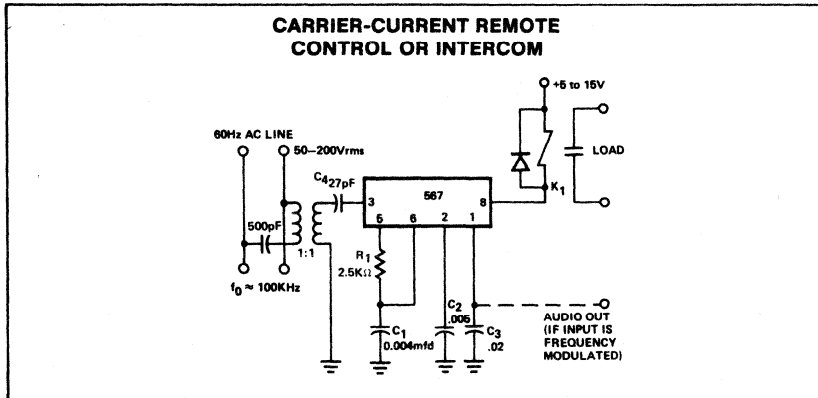 CARRIER-CURRENT REMOTE
CONTROL OR INTERCOM
+5 to 15V
60Hz AC LINE
50–200Vrms
LOAD
C4 27pF
567
K1
3
8
500pF
5
6
2
1
1:1
R1
2.5KΩ
f0 ≈ 100KHz
C1
0.004mfd
C2
.005
C3
.02
AUDIO OUT
(IF INPUT IS
FREQUENCY
MODULATED)